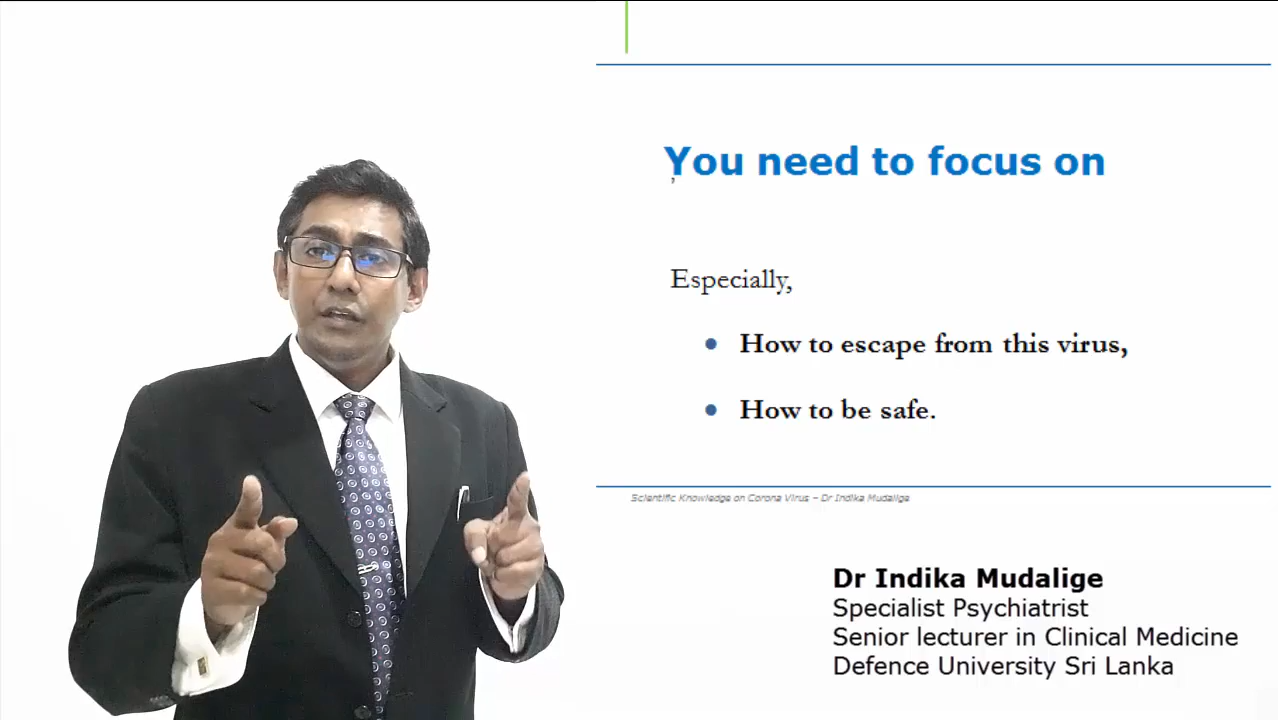 You need to focus on
,
Especially,
• How to escape from this virus,
• How to be safe.
Scientific Knowledge on Corona Virus – Dr Indika Mudalige
Dr Indika Mudalige
Specialist Psychiatrist
Senior lecturer in Clinical Medicine
Defence University Sri Lanka